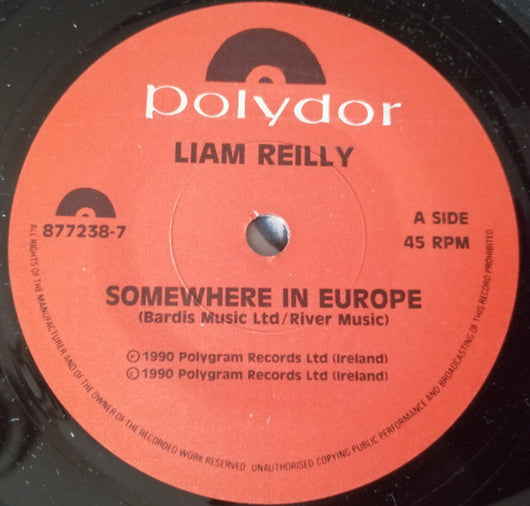 polydor
LIAM REILLY
877238-7
A SIDE
45 RPM
SOMEWHERE IN EUROPE
(Bardis Music Ltd/River Music)
℗ 1990 Polygram Records Ltd (Ireland)
© 1990 Polygram Records Ltd (Ireland)
ALL RIGHTS OF THE MANUFACTURER AND OF THE OWNER OF THE RECORDED WORK RESERVED UNAUTHORISED COPYING PUBLIC PERFORMANCE AND BROADCASTING OF THIS RECORD PROHIBITED